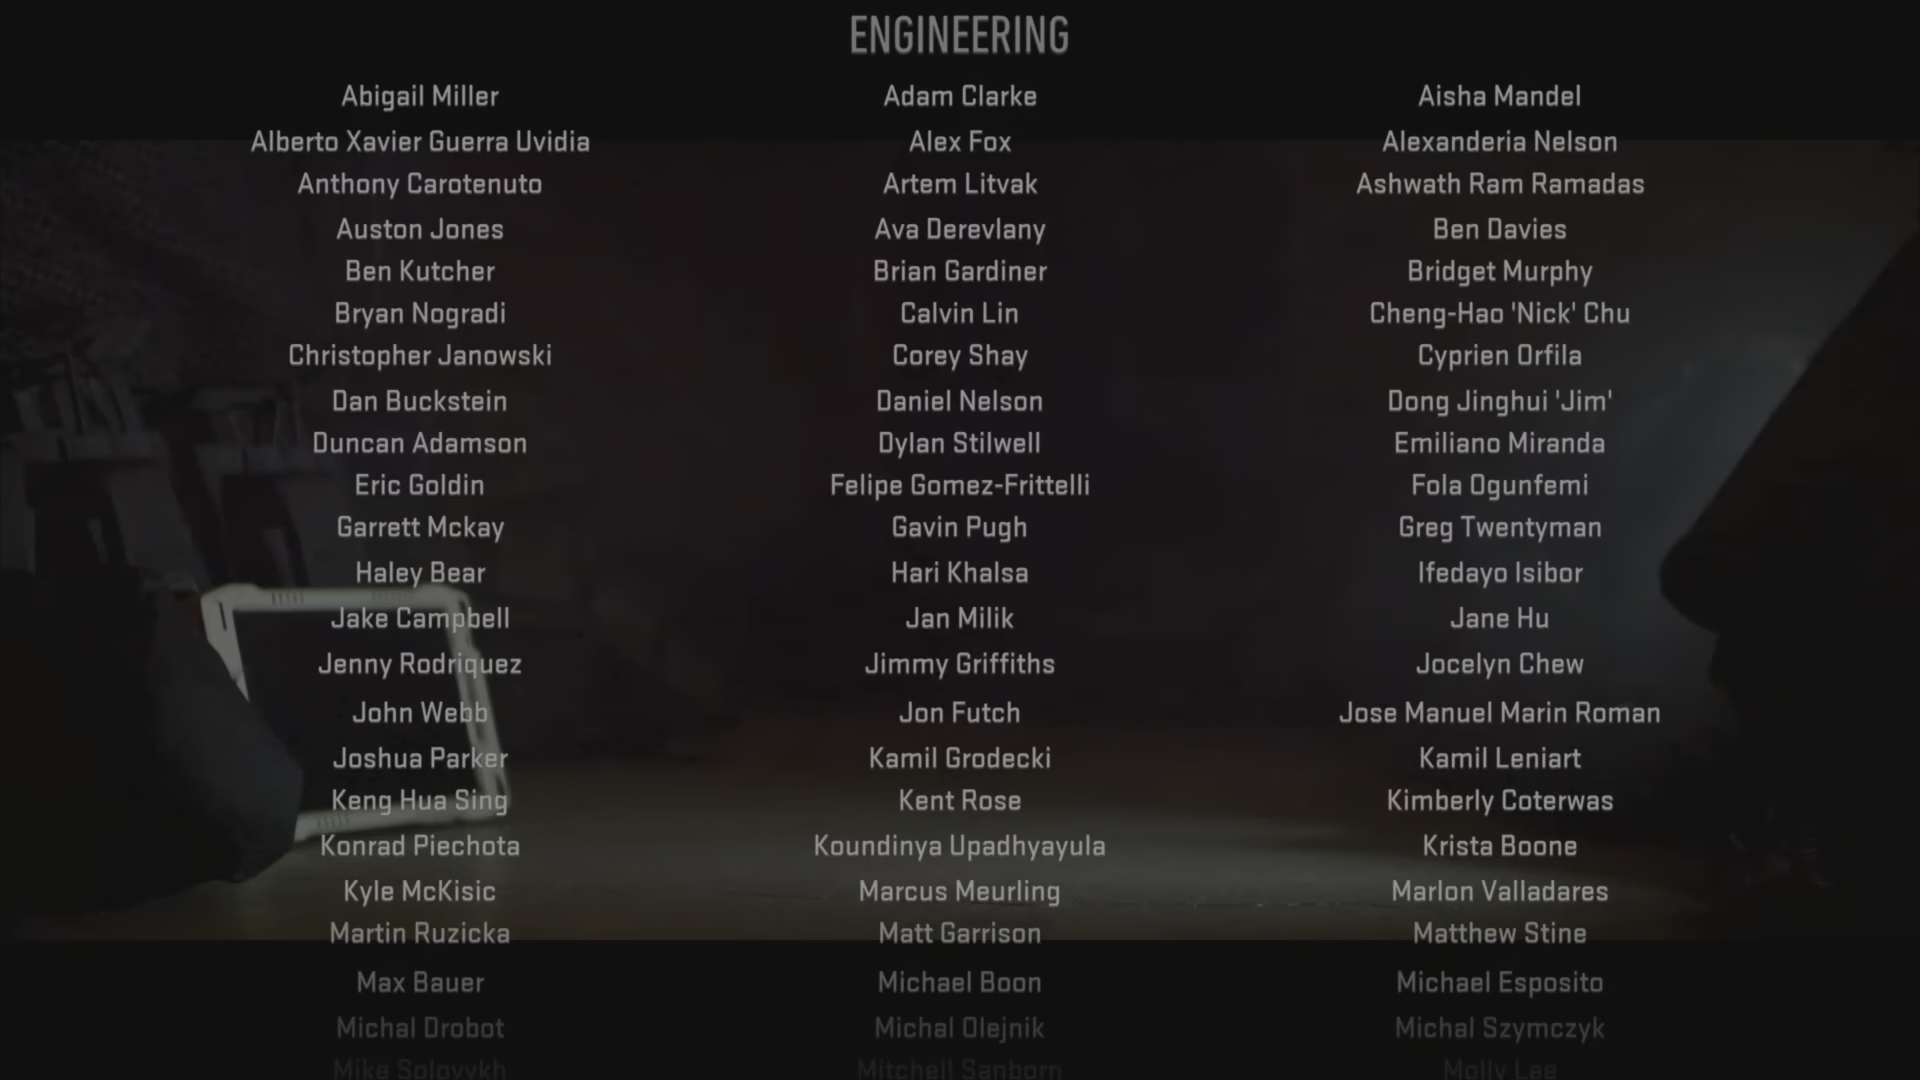 ENGINEERING
Abigail Miller Adam Clarke Aisha Mandel
Alberto Xavier Guerra Uvidia Alex Fox Alexanderia Nelson
Anthony Carotenuto Artem Litvak Ashwath Ram Ramadas
Auston Jones Ava Derevlany Ben Davies
Ben Kutcher Brian Gardiner Bridget Murphy
Bryan Nogradi Calvin Lin Cheng-Hao 'Nick' Chu
Christopher Janowski Corey Shay Cyprien Orfila
Dan Buckstein Daniel Nelson Dong Jinghui 'Jim'
Duncan Adamson Dylan Stilwell Emiliano Miranda
Eric Goldin Felipe Gomez-Frittelli Fola Ogunfemi
Garrett Mckay Gavin Pugh Greg Twentyman
Haley Bear Hari Khalsa Ifedayo Isibor
Jake Campbell Jan Milik Jane Hu
Jenny Rodriquez Jimmy Griffiths Jocelyn Chew
John Webb Jon Futch Jose Manuel Marin Roman
Joshua Parker Kamil Grodecki Kamil Leniart
Keng Hua Sing Kent Rose Kimberly Coterwas
Konrad Piechota Koundinya Upadhyayula Krista Boone
Kyle McKisic Marcus Meurling Marlon Valladares
Martin Ruzicka Matt Garrison Matthew Stine
Max Bauer Michael Boon Michael Esposito
Michal Drobot Michal Olejnik Michal Szymczyk
Mike Solovykh Mitchell Sanborn Molly Lee